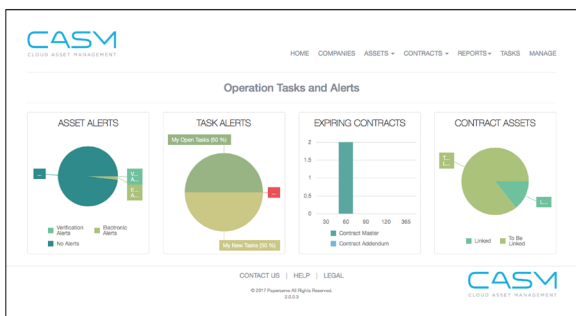 CASM
CLOUD ASSET MANAGEMENT
HOME COMPANIES ASSETS CONTRACTS REPORTS TASKS MANAGE
Operation Tasks and Alerts
ASSET ALERTS
...
V...
A...
E...
A...
Verification Alerts
Electronic Alerts
No Alerts
TASK ALERTS
My Open Tasks (50 %)
...
My New Tasks (50 %)
EXPIRING CONTRACTS
2
1.5
1
0.5
0
30 60 90 120 365
Contract Master
Contract Addendum
CONTRACT ASSETS
T...
L...
Linked
To Be Linked
CONTACT US | HELP | LEGAL
All Rights Reserved.
2.0.0.3
CASM
CLOUD ASSET MANAGEMENT